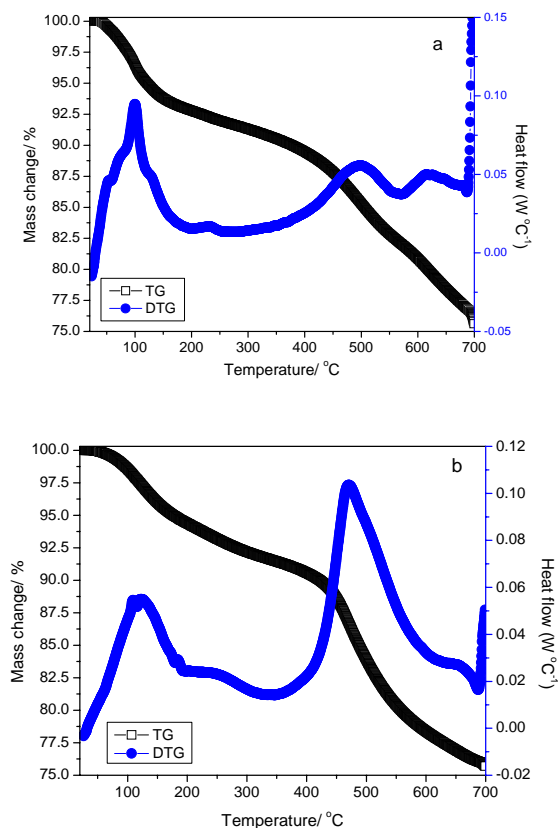 a
100.0
97.5
95.0
92.5
90.0
87.5
85.0
82.5
80.0
77.5
75.0
Mass change/ %
0.15
0.10
0.05
0.00
-0.05
Heat flow (W °C⁻¹)
TG
DTG
100 200 300 400 500 600 700
Temperature/ °C
b
100.0
97.5
95.0
92.5
90.0
87.5
85.0
82.5
80.0
77.5
75.0
Mass change/ %
0.12
0.10
0.08
0.06
0.04
0.02
0.00
-0.02
Heat flow (W °C⁻¹)
TG
DTG
100 200 300 400 500 600 700
Temperature/ °C